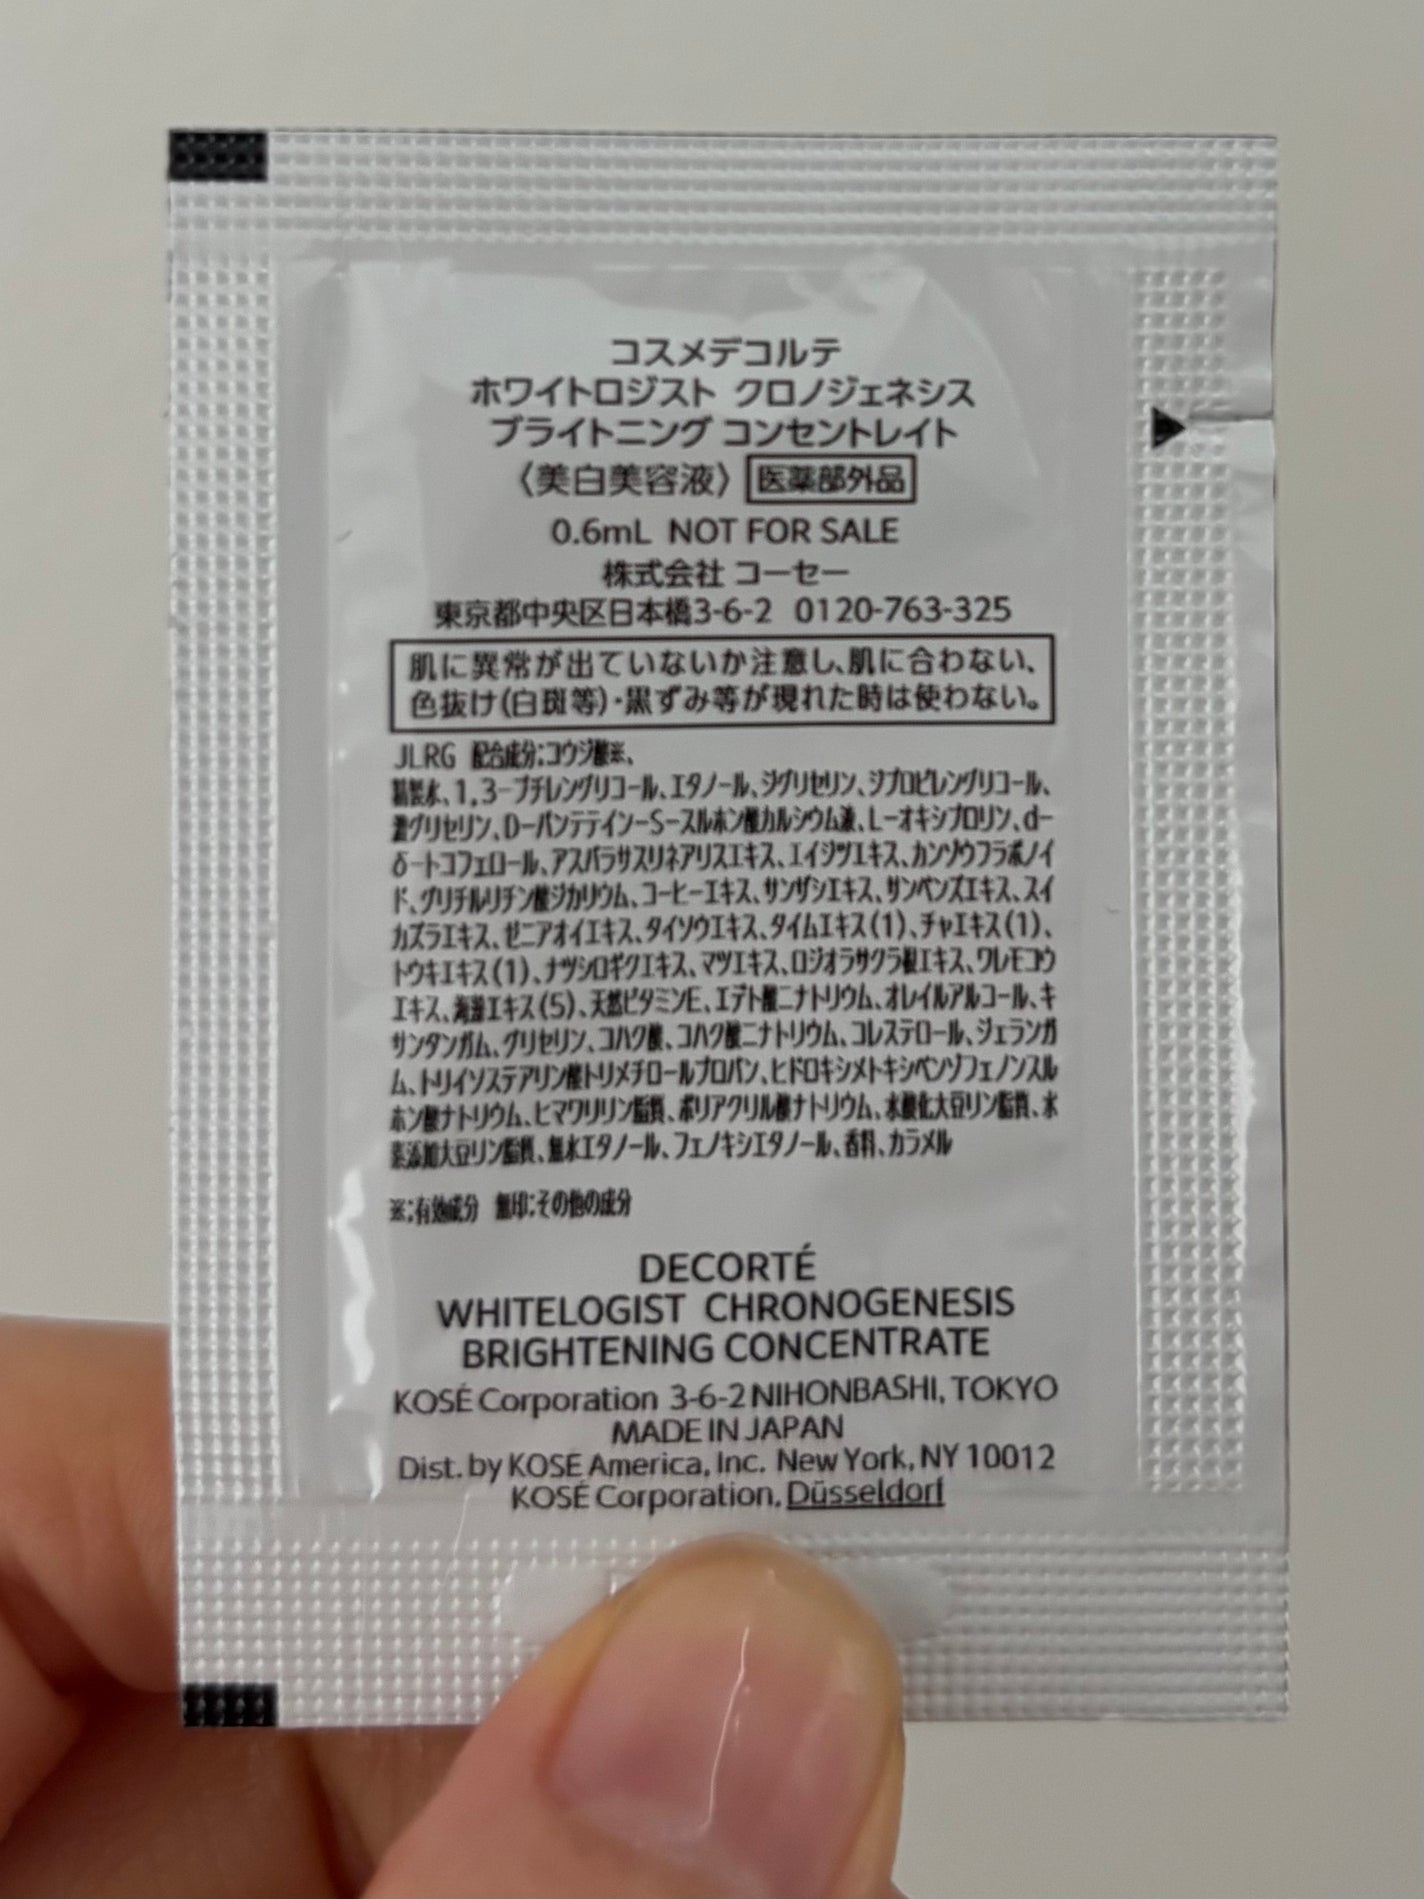 コスメデコルテ
ホワイトロジスト クロノジェネシス
ブライトニング コンセントレイト
〈美白美容液〉 医薬部外品
0.6mL NOT FOR SALE
株式会社 コーセー
東京都中央区日本橋3-6-2 0120-763-325
肌に異常が出ていないか注意し、肌に合わない、
色抜け(白斑等)・黒ずみ等が現れた時は使わない。
JLRG 配合成分:コウジ酸※、
精製水、1,3-ブチレングリコール、エタノール、ジグリセリン、ジプロピレングリコール、
濃グリセリン、D-パンテテイン-S-スルホン酸カルシウム液、L-オキシプロリン、d-
δ-トコフェロール、アスパラサスリネアリスエキス、エイジツエキス、カンゾウフラボノイ
ド、グリチルリチン酸ジカリウム、コーヒーエキス、サンザシエキス、サンペンズエキス、スイ
カズラエキス、ゼニアオイエキス、タイソウエキス、タイムエキス(1)、チャエキス(1)、
トウキエキス(1)、ナツシロギクエキス、マツエキス、ロジオラサクラ根エキス、ワレモコウ
エキス、海藻エキス(5)、天然ビタミンE、エデト酸二ナトリウム、オレイルアルコール、キ
サンタンガム、グリセリン、コハク酸、コハク酸二ナトリウム、コレステロール、ジェランガ
ム、トリイソステアリン酸トリメチロールプロパン、ヒドロキシメトキシベンゾフェノンスル
ホン酸ナトリウム、ヒマワリリン脂質、ポリアクリル酸ナトリウム、水酸化大豆リン脂質、水
素添加大豆リン脂質、無水エタノール、フェノキシエタノール、香料、カラメル
※:有効成分 無印:その他の成分
DECORTÉ
WHITELOGIST CHRONOGENESIS
BRIGHTENING CONCENTRATE
KOSÉ Corporation 3-6-2 NIHONBASHI, TOKYO
MADE IN JAPAN
Dist. by KOSÉ America, Inc. New York, NY 10012
KOSÉ Corporation, Düsseldorf